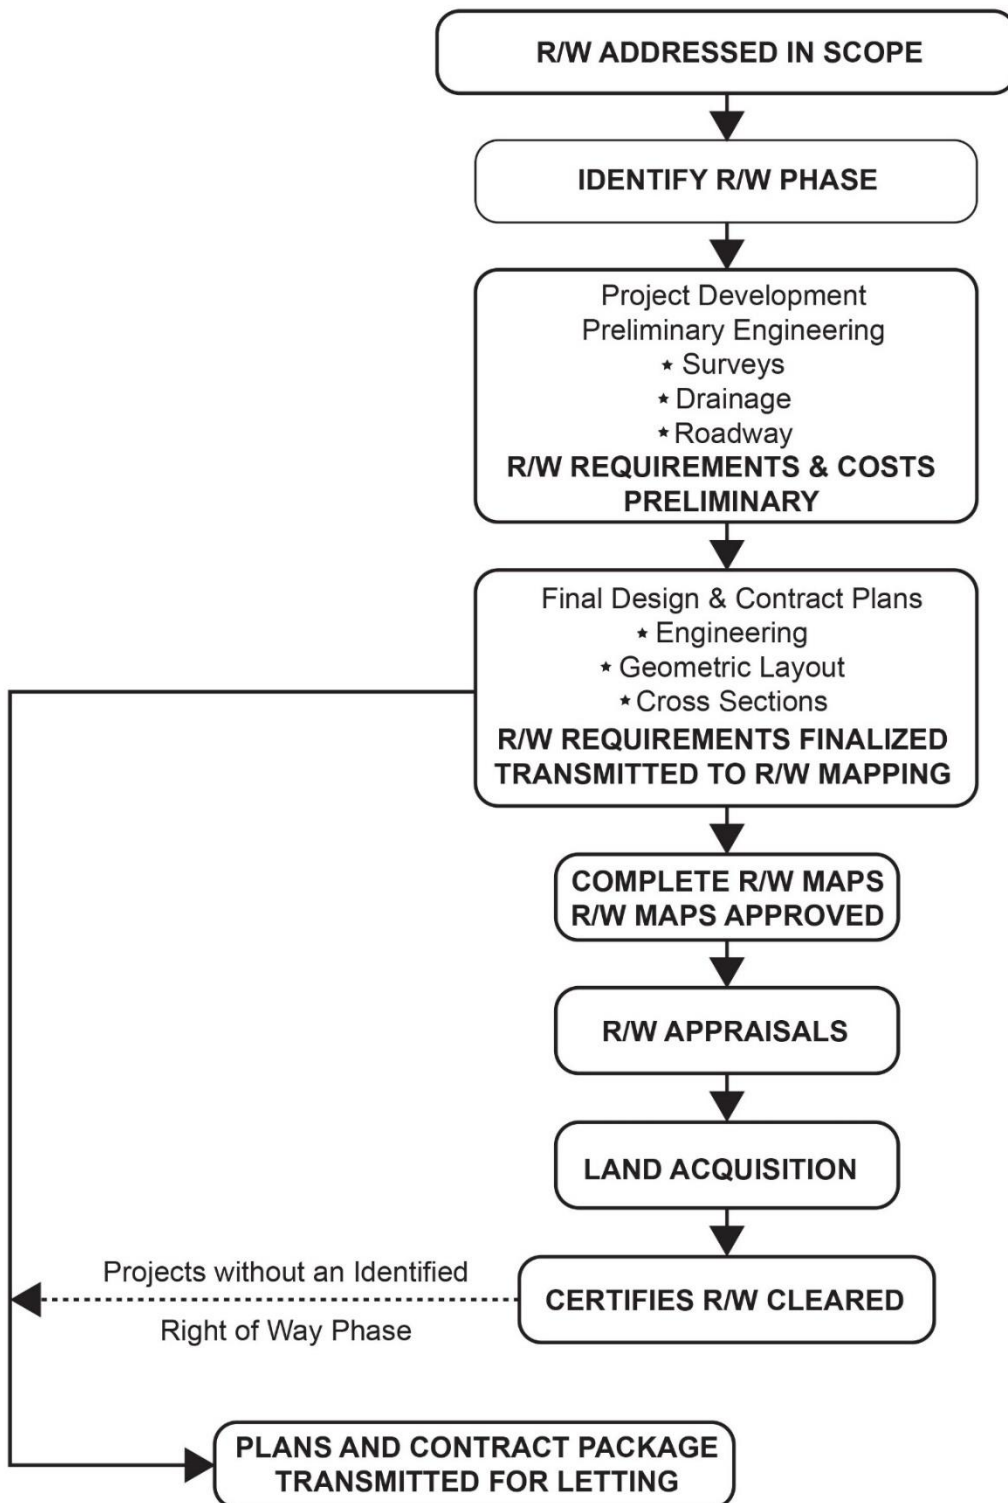 R/W ADDRESSED IN SCOPE
IDENTIFY R/W PHASE
Project Development
Preliminary Engineering
★ Surveys
★ Drainage
★ Roadway
R/W REQUIREMENTS & COSTS
PRELIMINARY
Final Design & Contract Plans
★ Engineering
★ Geometric Layout
★ Cross Sections
R/W REQUIREMENTS FINALIZED
TRANSMITTED TO R/W MAPPING
COMPLETE R/W MAPS
R/W MAPS APPROVED
R/W APPRAISALS
LAND ACQUISITION
CERTIFIES R/W CLEARED
Projects without an Identified
Right of Way Phase
PLANS AND CONTRACT PACKAGE
TRANSMITTED FOR LETTING